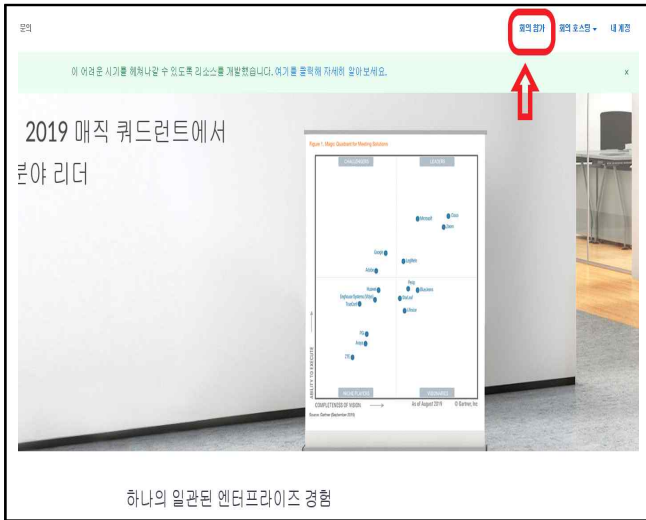 문의
회의 참가
회의 호스팅
내 계정
이 어려운 시기를 헤쳐나갈 수 있도록 리소스를 개발했습니다. 여기를 클릭해 자세히 알아보세요.
x
2019 매직 쿼드런트에서
분야 리더
Figure 1. Magic Quadrant for Meeting Solutions
CHALLENGERS
LEADERS
Microsoft
Cisco
Zoom
Google
LogMeIn
Adobe
Huawei
Pexip
BlueJeans
Enghouse Systems (Vidyo)
StarLeaf
TrueConf
Lifesize
PGi
Avaya
ZTE
ABILITY TO EXECUTE
NICHE PLAYERS
VISIONARIES
COMPLETENESS OF VISION
As of August 2019
© Gartner, Inc
Source: Gartner (September 2019)
하나의 일관된 엔터프라이즈 경험